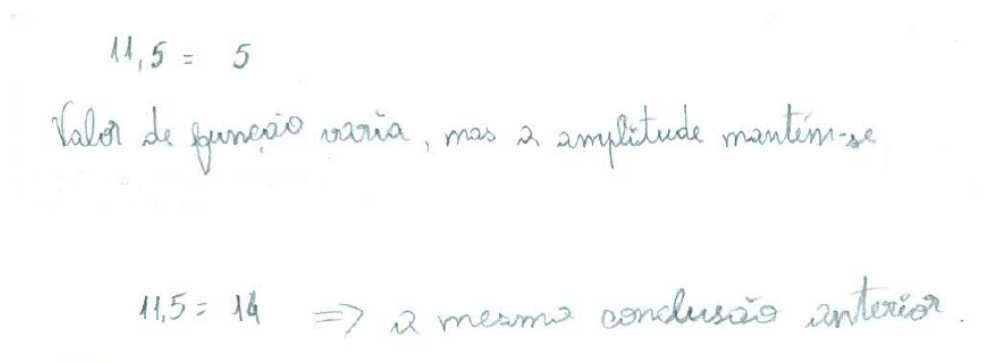 11,5 = 5
Valor de função varia, mas a amplitude mantém-se
11,5 = 14 ⇒ a mesma conclusão anterior.